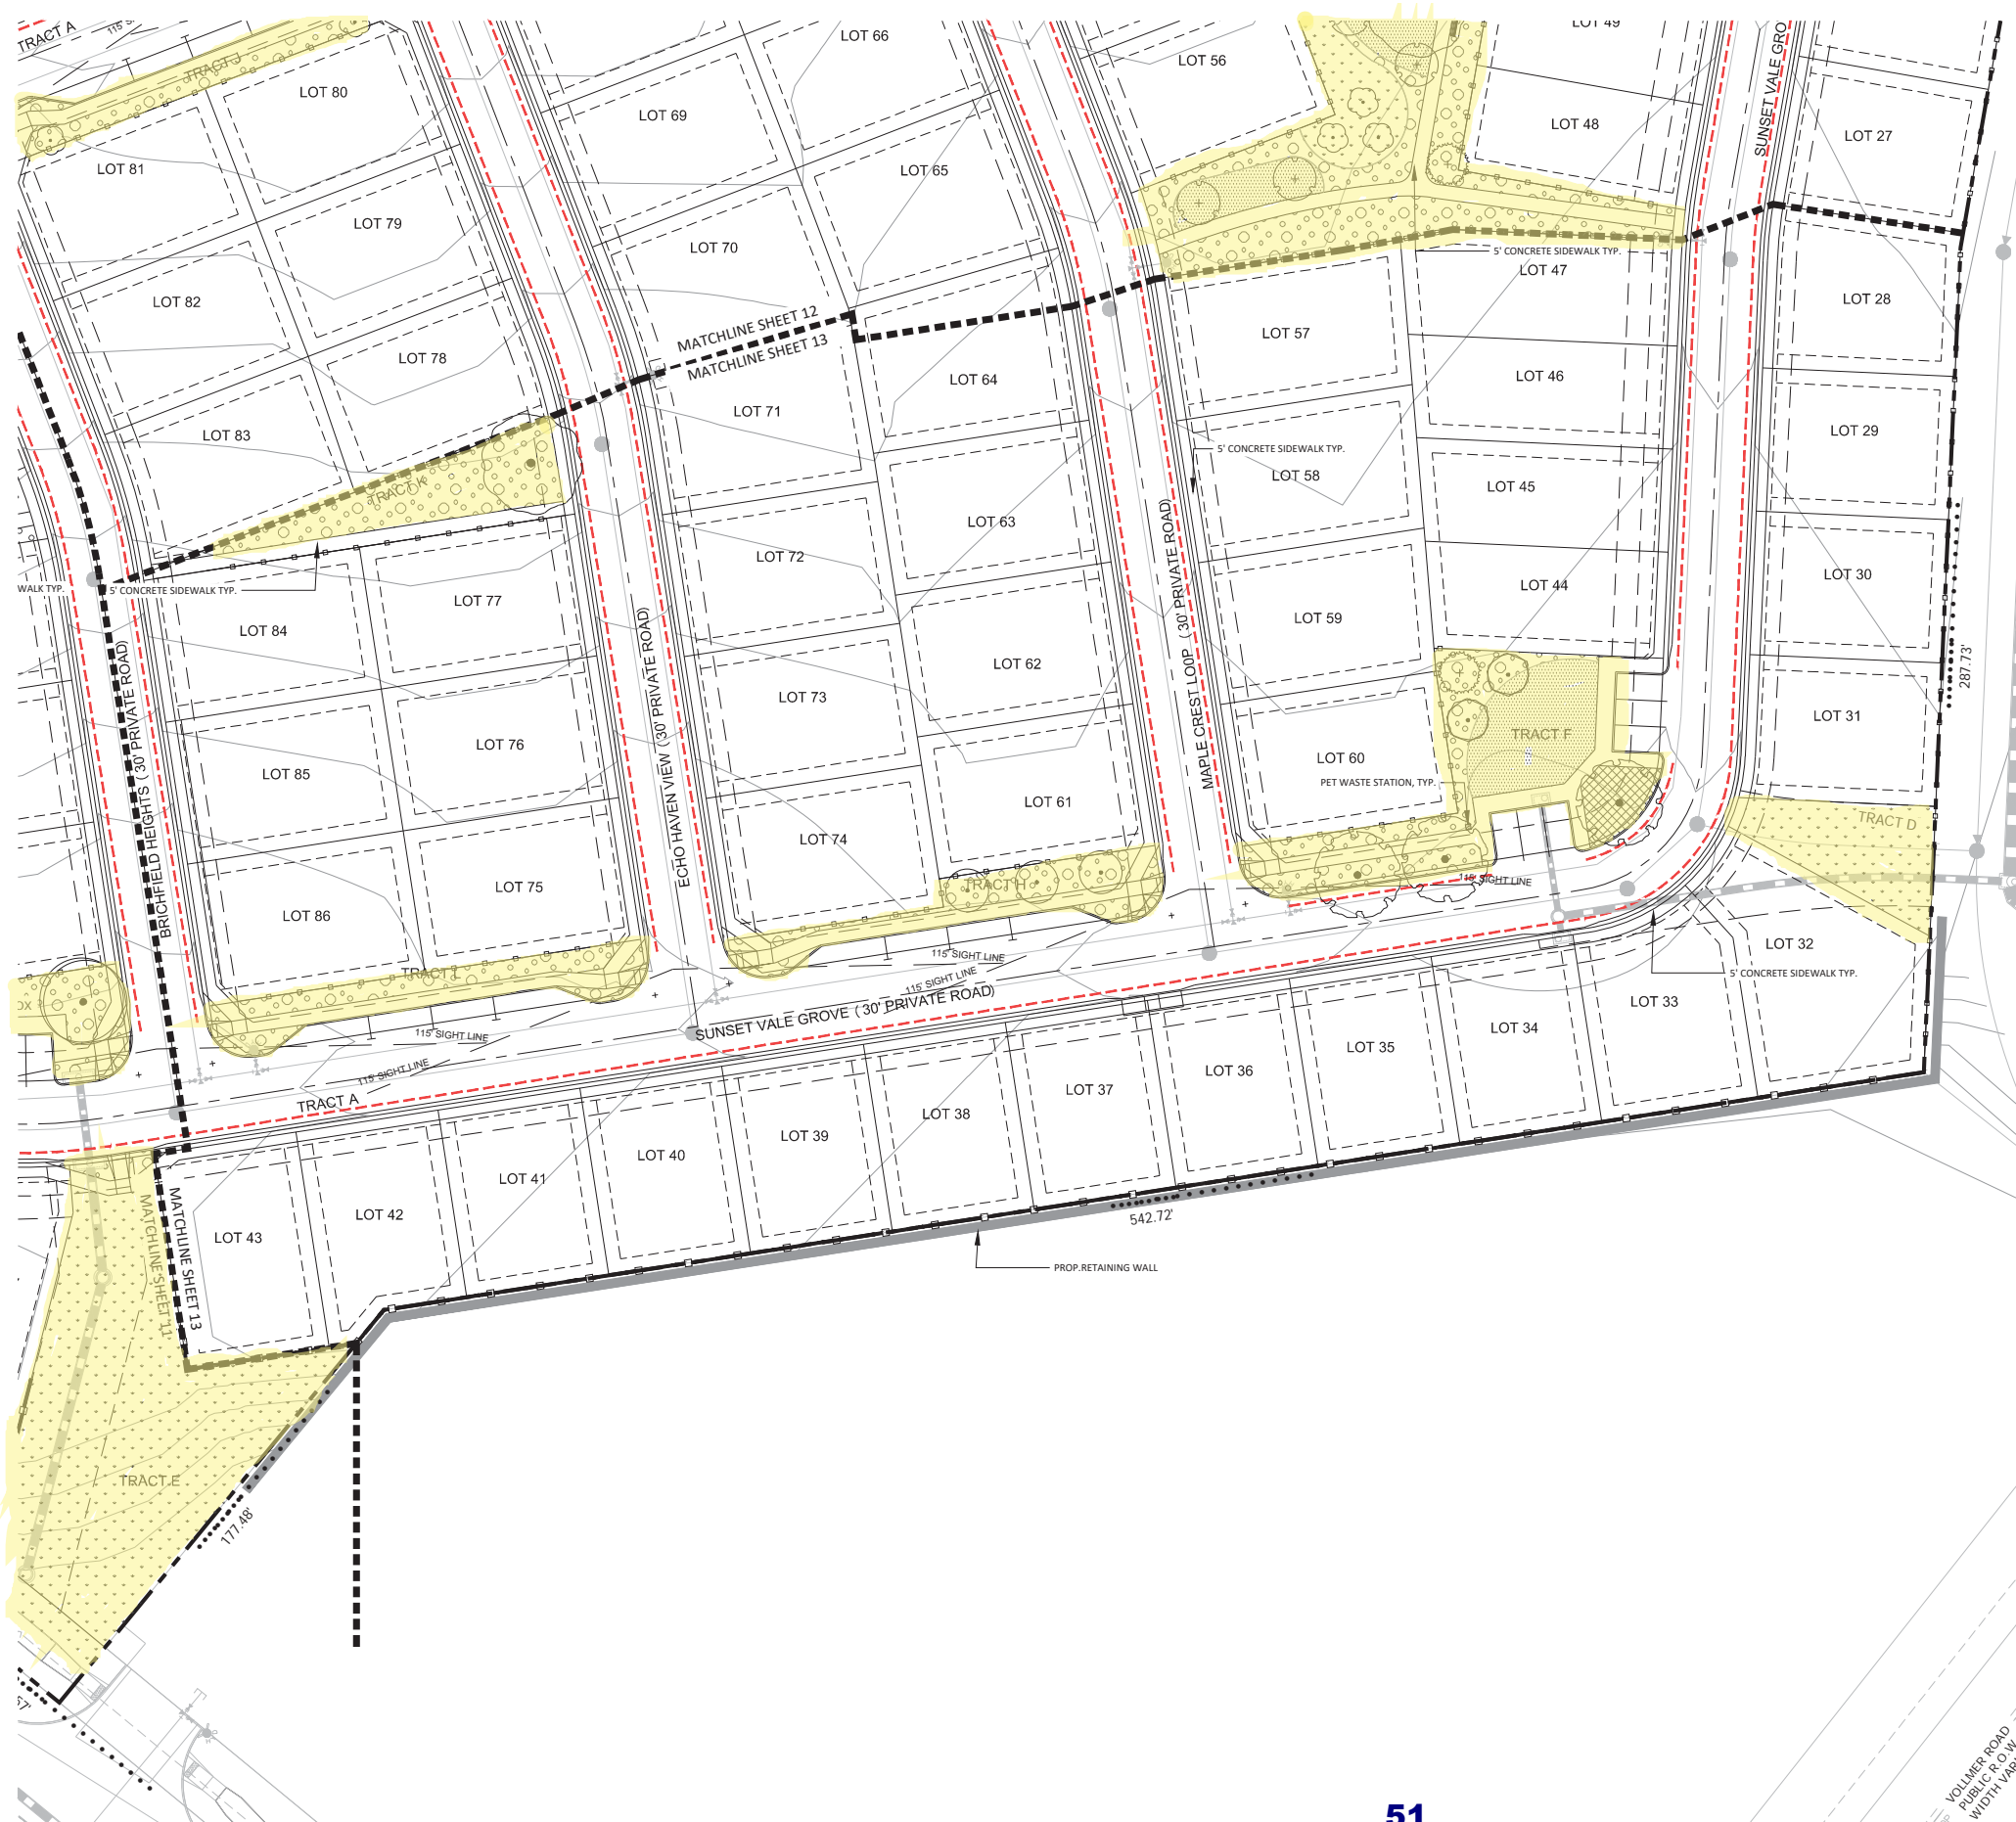 TRACT A
115' S
TRACT J
LOT 80
LOT 81
LOT 79
LOT 82
LOT 78
LOT 83
TRACT K
LOT 66
LOT 69
LOT 65
LOT 70
MATCHLINE SHEET 12
MATCHLINE SHEET 13
LOT 56
LOT 49
LOT 48
SUNSET VALE GRO
LOT 27
5' CONCRETE SIDEWALK TYP.
LOT 47
LOT 28
LOT 57
LOT 64
LOT 71
LOT 46
LOT 29
5' CONCRETE SIDEWALK TYP.
LOT 58
LOT 45
LOT 63
LOT 72
WALK TYP.
5' CONCRETE SIDEWALK TYP.
LOT 77
LOT 84
LOT 44
LOT 30
LOT 59
LOT 62
LOT 73
287.73'
BRICHFIELD HEIGHTS ( 30' PRIVATE ROAD)
ECHO HAVEN VIEW ( 30' PRIVATE ROAD)
MAPLE CREST LOOP ( 30' PRIVATE ROAD)
LOT 31
TRACT F
LOT 76
LOT 85
LOT 60
PET WASTE STATION, TYP.
LOT 61
TRACT D
LOT 74
LOT 75
LOT 86
TRACT H
115' SIGHT LINE
LOT 32
5' CONCRETE SIDEWALK TYP.
TRACT L
115' SIGHT LINE
115' SIGHT LINE
SUNSET VALE GROVE ( 30' PRIVATE ROAD)
115' SIGHT LINE
115' SIGHT LINE
TRACT A
LOT 33
LOT 34
LOT 35
LOT 36
LOT 37
LOT 38
LOT 39
LOT 40
LOT 41
LOT 42
LOT 43
MATCHLINE SHEET 11
MATCHLINE SHEET 13
542.72'
PROP.RETAINING WALL
TRACT E
177.48'
57'
51
VOLLMER ROAD
PUBLIC R.O.W.
WIDTH VAR